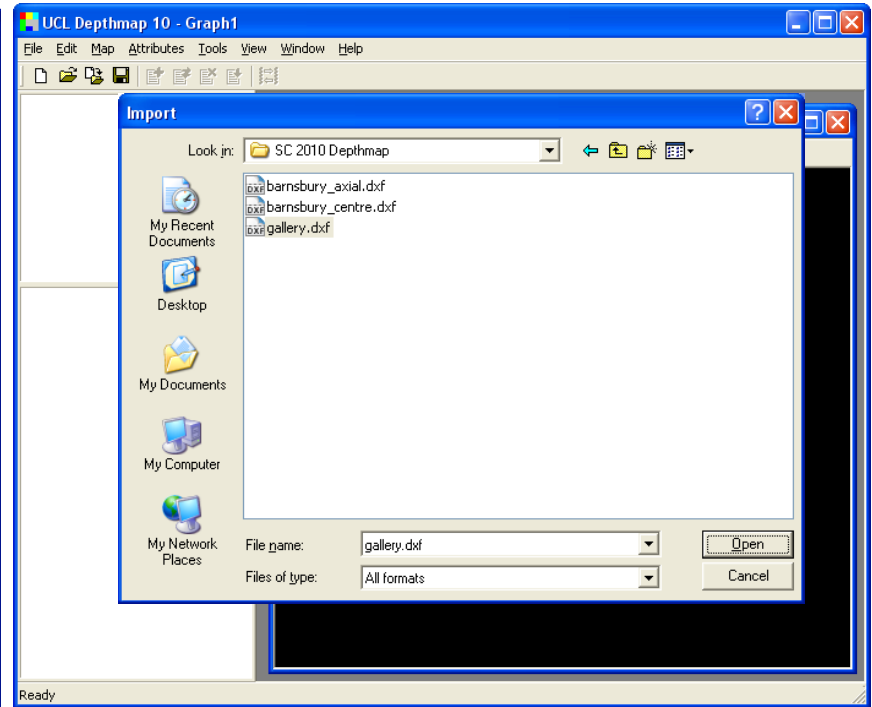 UCL Depthmap 10 - Graph1
File Edit Map Attributes Tools View Window Help
Import
Look in: SC 2010 Depthmap
barnsbury_axial.dxf
barnsbury_centre.dxf
gallery.dxf
My Recent
Documents
Desktop
My Documents
My Computer
My Network
Places
File name: gallery.dxf Open
Files of type: All formats Cancel
Ready